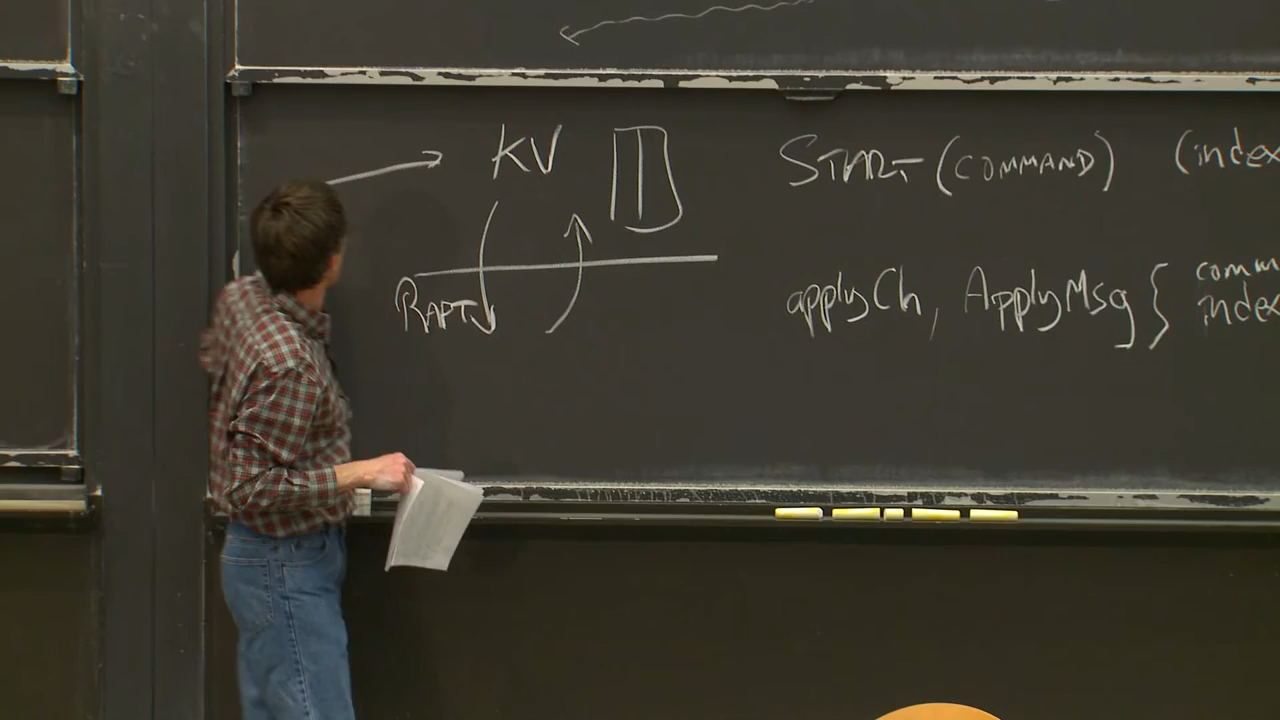 KV
RAFT
START (COMMAND) (index
applyCh, ApplyMsg { comm
index